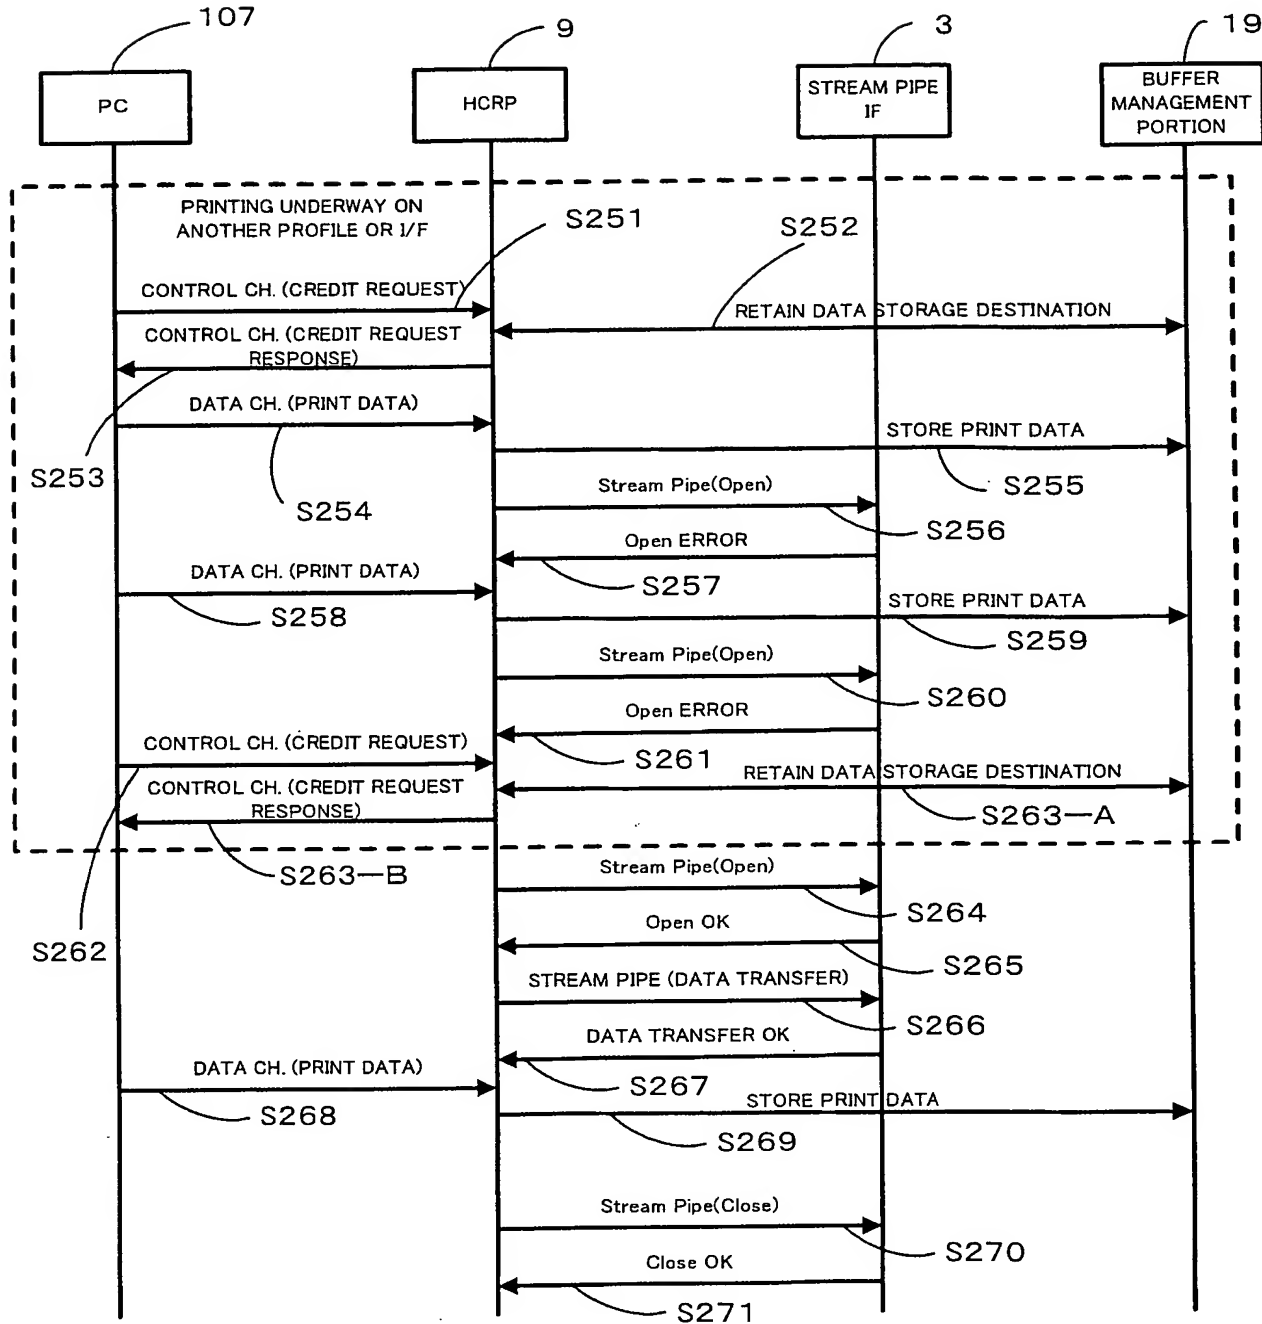 107
9
3
19
PC
HCRP
STREAM PIPE
IF
BUFFER
MANAGEMENT
PORTION
PRINTING UNDERWAY ON
ANOTHER PROFILE OR I/F
S251
S252
CONTROL CH. (CREDIT REQUEST)
RETAIN DATA STORAGE DESTINATION
CONTROL CH. (CREDIT REQUEST
RESPONSE)
S253
DATA CH. (PRINT DATA)
S254
STORE PRINT DATA
S255
Stream Pipe(Open)
S256
Open ERROR
S257
DATA CH. (PRINT DATA)
S258
STORE PRINT DATA
S259
Stream Pipe(Open)
S260
Open ERROR
S261
CONTROL CH. (CREDIT REQUEST)
S262
RETAIN DATA STORAGE DESTINATION
S263-A
CONTROL CH. (CREDIT REQUEST
RESPONSE)
S263-B
Stream Pipe(Open)
S264
Open OK
S265
STREAM PIPE (DATA TRANSFER)
S266
DATA TRANSFER OK
S267
DATA CH. (PRINT DATA)
S268
STORE PRINT DATA
S269
Stream Pipe(Close)
S270
Close OK
S271